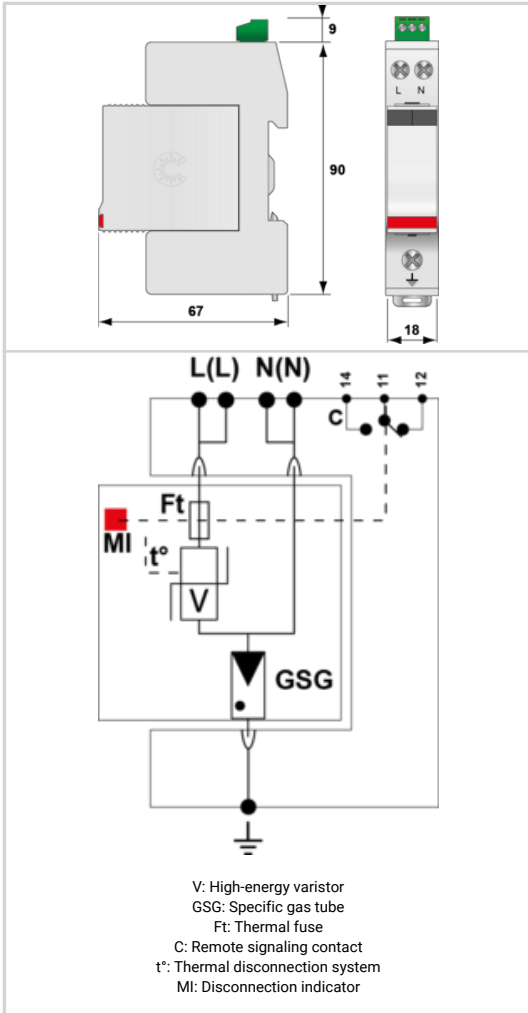 9
L N
90
67
18
L(L) N(N)
14
11
12
C
Ft
MI
t°
V
GSG
V: High-energy varistor
GSG: Specific gas tube
Ft: Thermal fuse
C: Remote signaling contact
t°: Thermal disconnection system
MI: Disconnection indicator